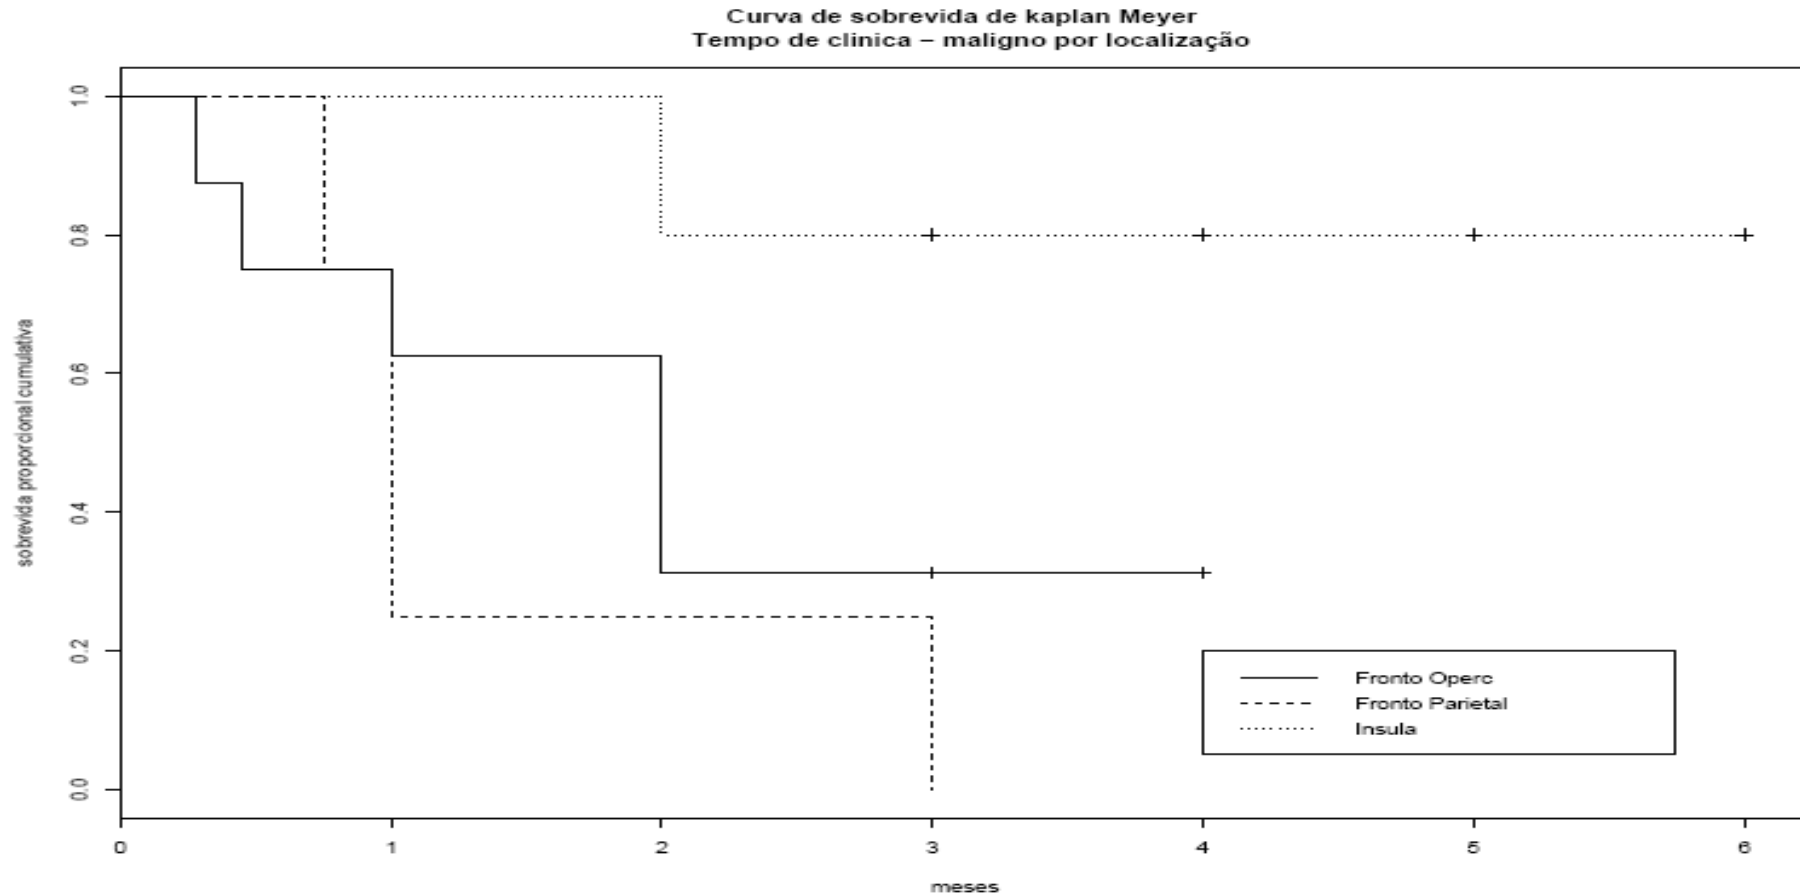 Curva de sobrevida de kaplan Meyer
Tempo de clinica – maligno por localização
sobrevida proporcional cumulativa
1.0
0.8
0.6
0.4
0.2
0.0
Fronto Operc
Fronto Parietal
Insula
0 1 2 3 4 5 6
meses